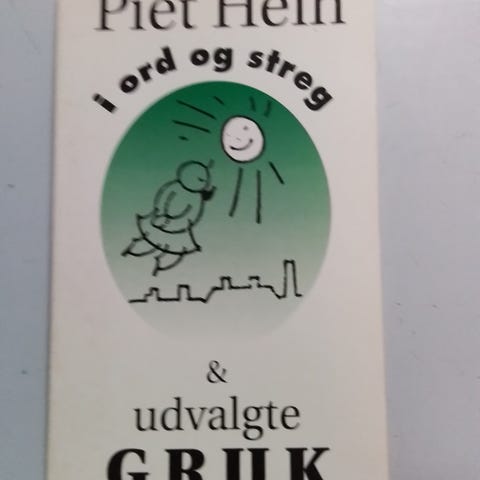 Piet Hein
i ord og streg
&
udvalgte
GRUK